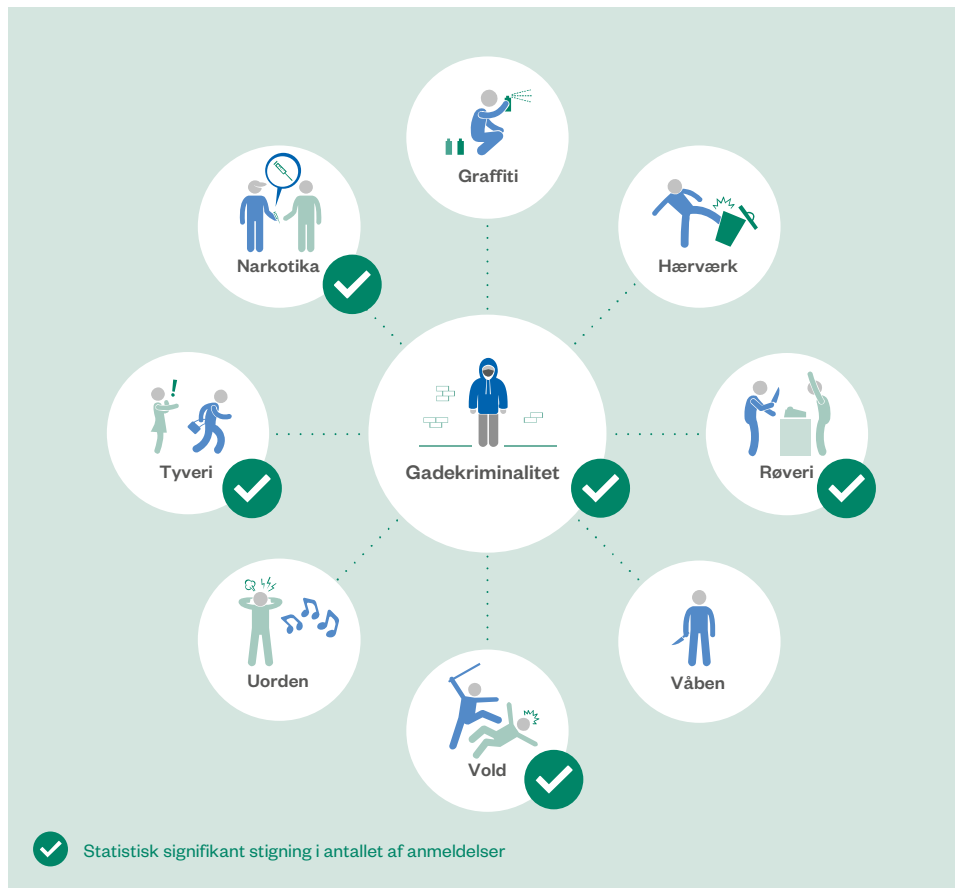 Graffiti
Narkotika
Hærværk
Tyveri
Gadekriminalitet
Røveri
Uorden
Våben
Vold
Statistisk signifikant stigning i antallet af anmeldelser